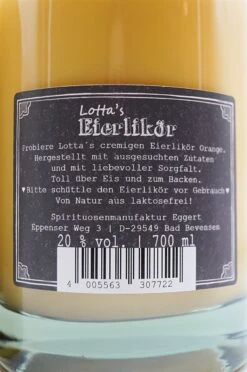 Lotta's
Eierlikör
Probiere Lotta´s cremigen Eierlikör Orange.
Hergestellt mit ausgesuchten Zutaten
und mit liebevoller Sorgfalt.
Toll über Eis und zum Backen.
♥Bitte schüttle den Eierlikör vor Gebrauch♥
Von Natur aus laktosefrei!
Spirituosenmanufaktur Eggert
Eppenser Weg 3 | D-29549 Bad Bevensen
20 % vol. | 700 ml
4 005563 307722